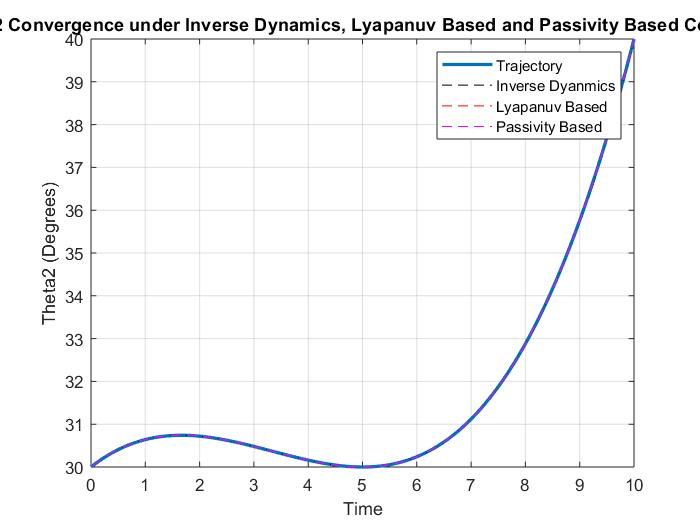 2 Convergence under Inverse Dynamics, Lyapanuv Based and Passivity Based Co
40
39
38
37
36
35
34
33
32
31
30
Theta2 (Degrees)
Trajectory
Inverse Dyanmics
Lyapanuv Based
Passivity Based
0 1 2 3 4 5 6 7 8 9 10
Time